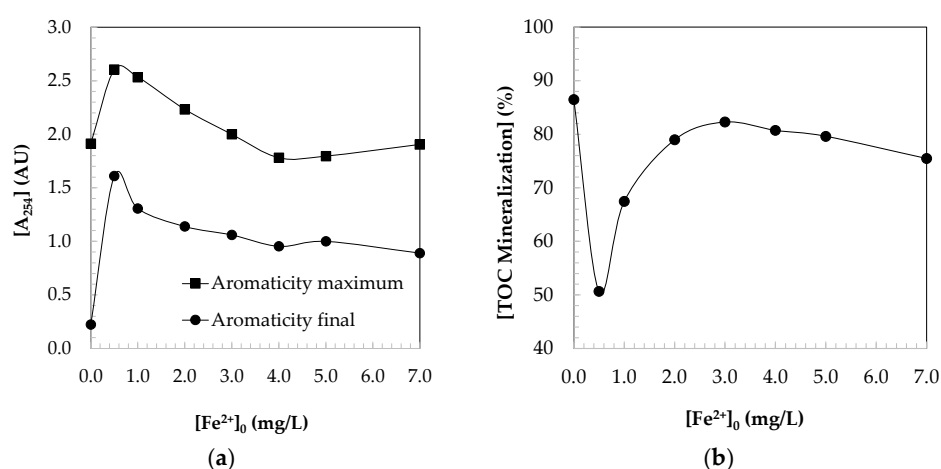 3.0
2.5
2.0
1.5
1.0
0.5
0.0
[A₂₅₄] (AU)
Aromaticity maximum
Aromaticity final
0.0 1.0 2.0 3.0 4.0 5.0 6.0 7.0
[Fe²⁺]₀ (mg/L)
(a)
100
90
80
70
60
50
40
[TOC Mineralization] (%)
0.0 1.0 2.0 3.0 4.0 5.0 6.0 7.0
[Fe²⁺]₀ (mg/L)
(b)